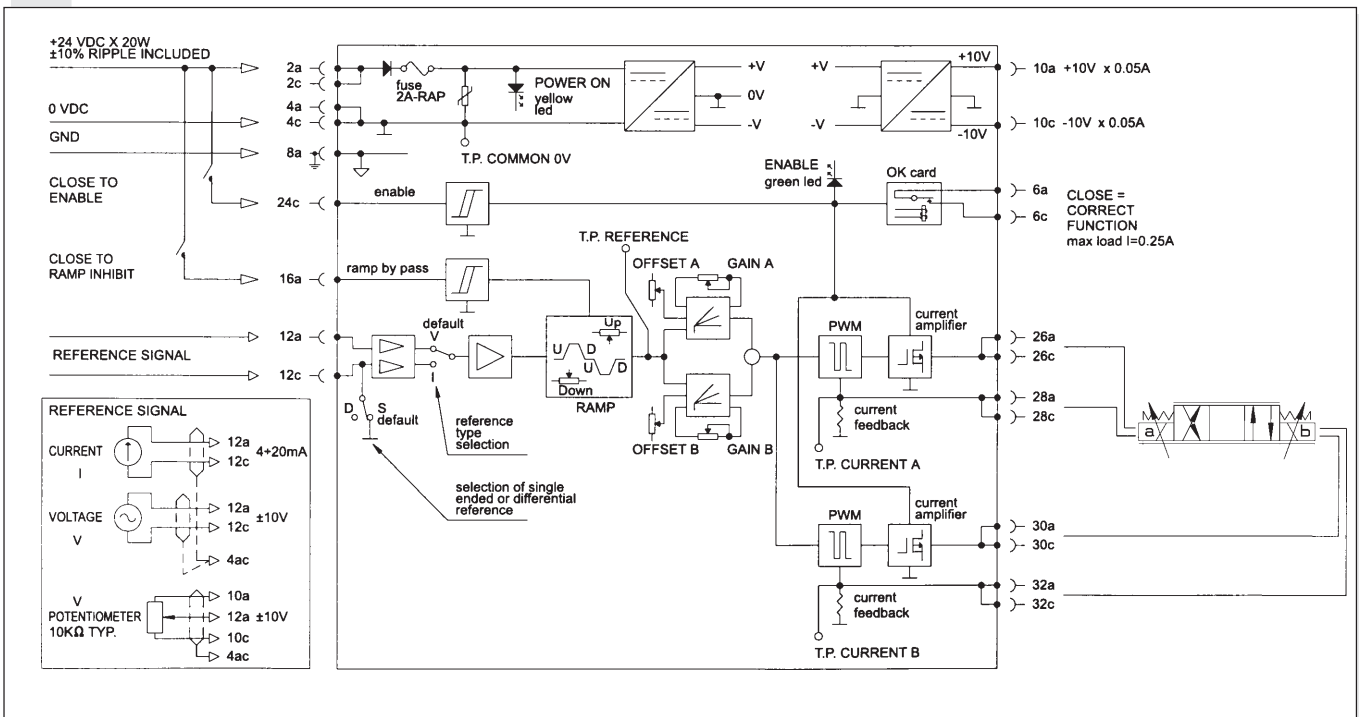 +24 VDC X 20W
±10% RIPPLE INCLUDED
0 VDC
GND
CLOSE TO
ENABLE
CLOSE TO
RAMP INHIBIT
REFERENCE SIGNAL
2a
2c
4a
4c
8a
24c
16a
12a
12c
fuse
2A-RAP
POWER ON
yellow
led
T.P. COMMON 0V
+V
0V
-V
+V
-V
+10V
-10V
10a +10V x 0.05A
10c -10V x 0.05A
enable
ENABLE
green led
OK card
6a
6c
CLOSE =
CORRECT
FUNCTION
max load I=0.25A
ramp by pass
T.P. REFERENCE
OFFSET A
GAIN A
default
V
I
D
S
default
Up
U
D
U
D
Down
RAMP
reference
type
selection
selection of single
ended or differential
reference
OFFSET B
GAIN B
PWM
current
amplifier
26a
26c
28a
28c
current
feedback
T.P. CURRENT A
a
b
PWM
current
amplifier
30a
30c
32a
32c
current
feedback
T.P. CURRENT B
REFERENCE SIGNAL
CURRENT
I
12a
12c
4+20mA
VOLTAGE
V
12a
12c
±10V
4ac
V
POTENTIOMETER
10KΩ TYP.
10a
12a ±10V
10c
4ac